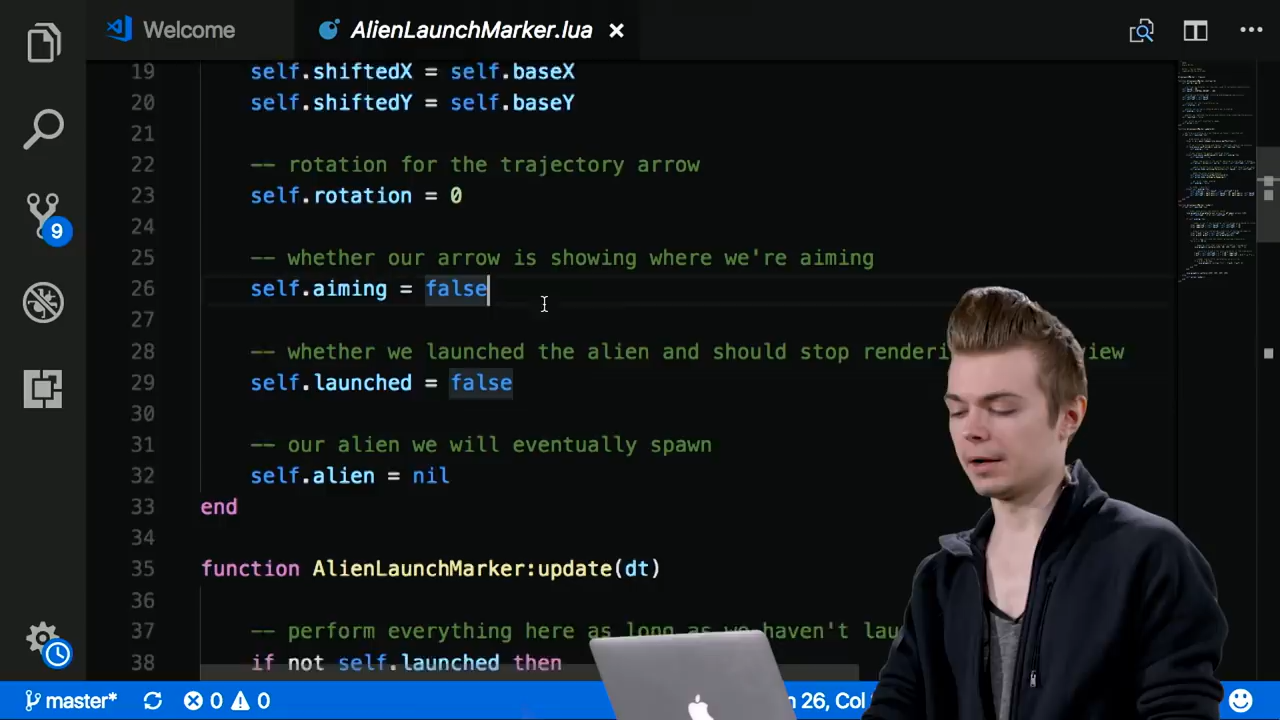 Welcome
AlienLaunchMarker.lua
19 self.shiftedX = self.baseX
20 self.shiftedY = self.baseY
21
22 -- rotation for the trajectory arrow
23 self.rotation = 0
24
25 -- whether our arrow is showing where we're aiming
26 self.aiming = false
27
28 -- whether we launched the alien and should stop renderi view
29 self.launched = false
30
31 -- our alien we will eventually spawn
32 self.alien = nil
33 end
34
35 function AlienLaunchMarker:update(dt)
36
37 -- perform everything here as long as we haven't lau
38 if not self.launched then
9
master* 0 0 n 26, Col